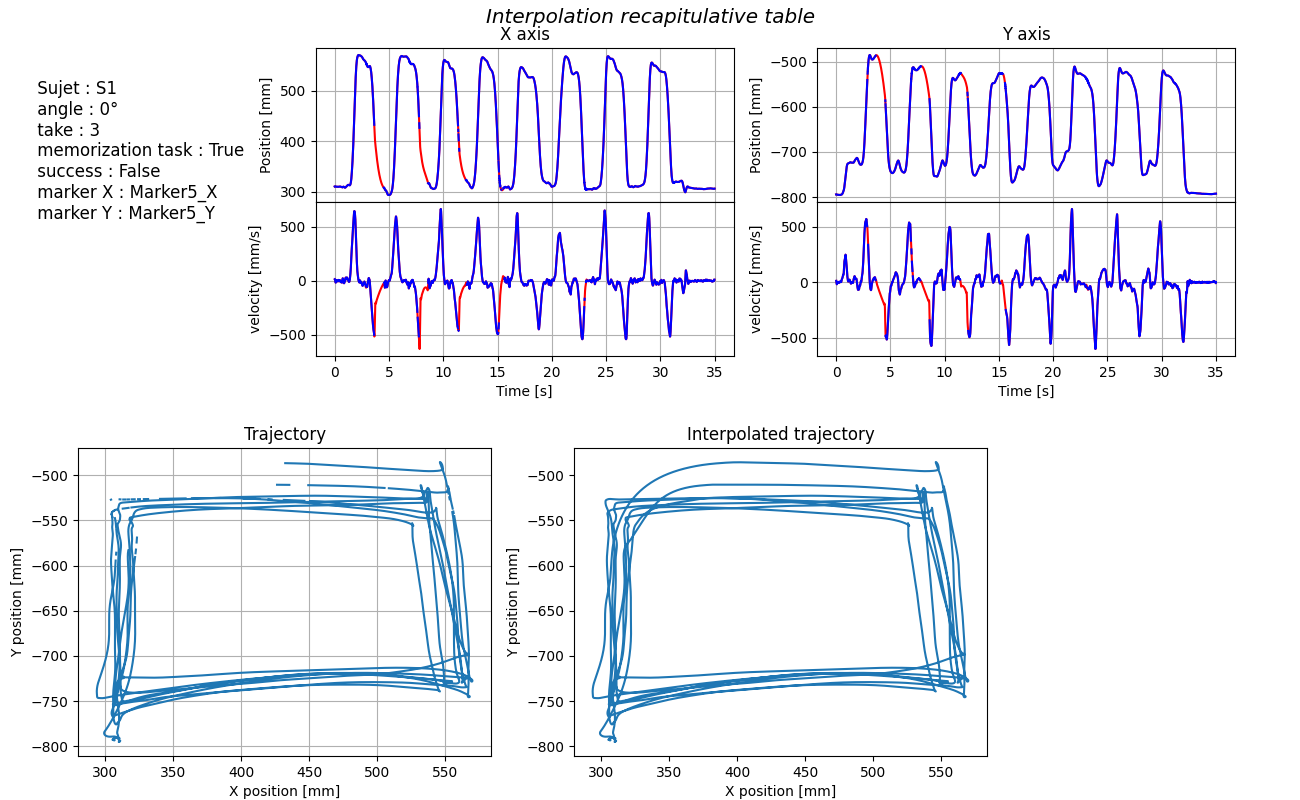 Interpolation recapitulative table
Sujet : S1
angle : 0°
take : 3
memorization task : True
success : False
marker X : Marker5_X
marker Y : Marker5_Y
X axis
Position [mm]
500
400
300
velocity [mm/s]
500
0
−500
0 5 10 15 20 25 30 35
Time [s]
Y axis
Position [mm]
−500
−600
−700
−800
velocity [mm/s]
500
0
−500
0 5 10 15 20 25 30 35
Time [s]
Trajectory
Y position [mm]
−500
−550
−600
−650
−700
−750
−800
300 350 400 450 500 550
X position [mm]
Interpolated trajectory
Y position [mm]
−500
−550
−600
−650
−700
−750
−800
300 350 400 450 500 550
X position [mm]